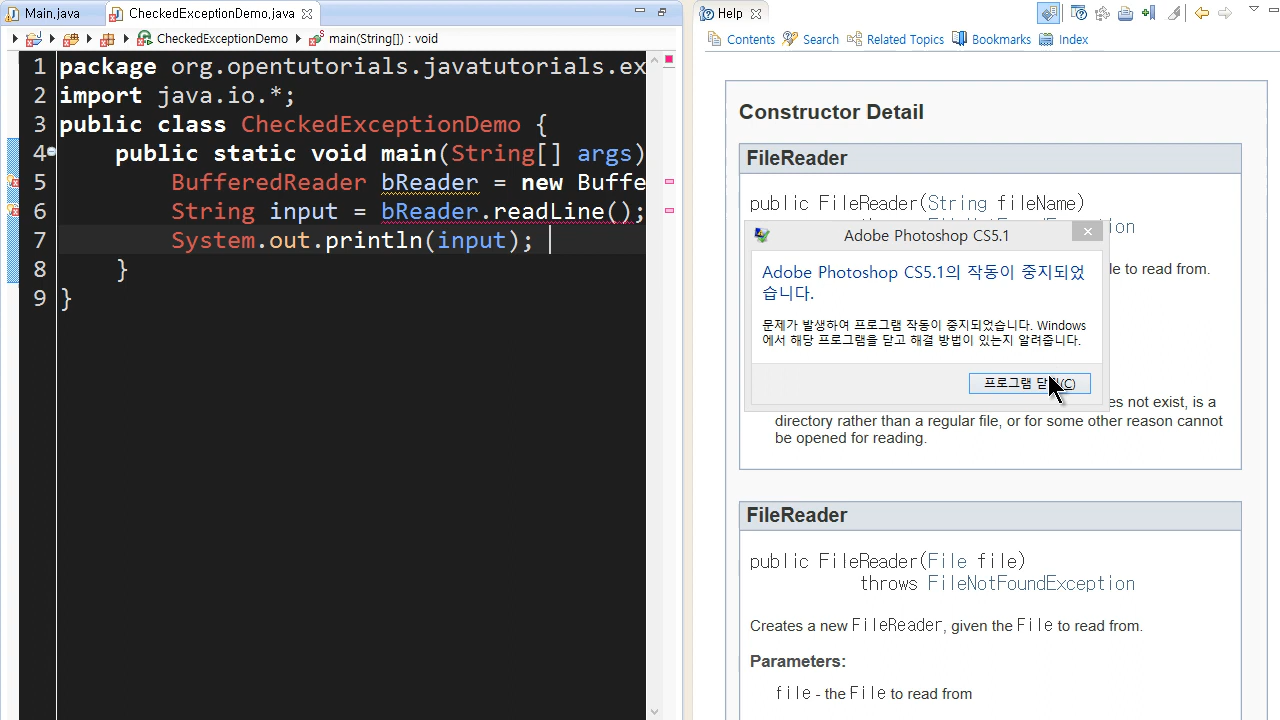 Main.java
CheckedExceptionDemo.java
CheckedExceptionDemo
main(String[]) : void
1 package org.opentutorials.javatutorials.ex
2 import java.io.*;
3 public class CheckedExceptionDemo {
4 public static void main(String[] args)
5 BufferedReader bReader = new Buffe
6 String input = bReader.readLine();
7 System.out.println(input);
8 }
9 }
Help
Contents Search Related Topics Bookmarks Index
Constructor Detail
FileReader
public FileReader(String fileName)
ion
le to read from.
Adobe Photoshop CS5.1
Adobe Photoshop CS5.1의 작동이 중지되었
습니다.
문제가 발생하여 프로그램 작동이 중지되었습니다. Windows
에서 해당 프로그램을 닫고 해결 방법이 있는지 알려줍니다.
프로그램 (C)
es not exist, is a
directory rather than a regular file, or for some other reason cannot
be opened for reading.
FileReader
public FileReader(File file)
throws FileNotFoundException
Creates a new FileReader, given the File to read from.
Parameters:
file - the File to read from